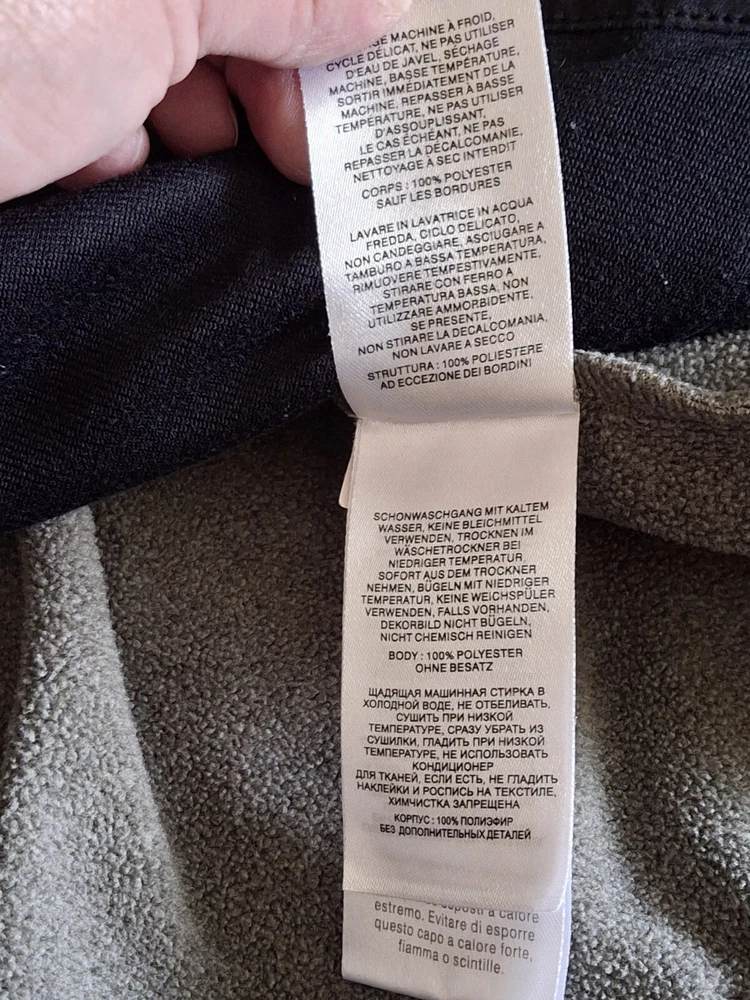 MACHINE À FROID,
CYCLE DÉLICAT, NE PAS UTILISER
D'EAU DE JAVEL, SÉCHAGE
MACHINE, BASSE TEMPÉRATURE,
SORTIR IMMÉDIATEMENT DE LA
MACHINE, REPASSER À BASSE
TEMPÉRATURE, NE PAS UTILISER
D'ASSOUPLISSANT,
LE CAS ÉCHÉANT, NE PAS
REPASSER LA DÉCALCOMANIE,
NETTOYAGE À SEC INTERDIT
CORPS : 100% POLYESTER
SAUF LES BORDURES
LAVARE IN LAVATRICE IN ACQUA
FREDDA, CICLO DELICATO,
NON CANDEGGIARE, ASCIUGARE A
TAMBURO A BASSA TEMPERATURA,
RIMUOVERE TEMPESTIVAMENTE,
STIRARE CON FERRO A
TEMPERATURA BASSA, NON
UTILIZZARE AMMORBIDENTE,
SE PRESENTE,
NON STIRARE LA DECALCOMANIA,
NON LAVARE A SECCO
STRUTTURA : 100% POLIESTERE
AD ECCEZIONE DEI BORDINI
SCHONWASCHGANG MIT KALTEM
WASSER, KEINE BLEICHMITTEL
VERWENDEN, TROCKNEN IM
WÄSCHETROCKNER BEI
NIEDRIGER TEMPERATUR
SOFORT AUS DEM TROCKNER
NEHMEN, BÜGELN MIT NIEDRIGER
TEMPERATUR, KEINE WEICHSPÜLER
VERWENDEN, FALLS VORHANDEN,
DEKORBILD NICHT BÜGELN,
NICHT CHEMISCH REINIGEN
BODY : 100% POLYESTER
OHNE BESATZ
ЩАДЯЩАЯ МАШИННАЯ СТИРКА В
ХОЛОДНОЙ ВОДЕ, НЕ ОТБЕЛИВАТЬ,
СУШИТЬ ПРИ НИЗКОЙ
ТЕМПЕРАТУРЕ, СРАЗУ УБРАТЬ ИЗ
СУШИЛКИ, ГЛАДИТЬ ПРИ НИЗКОЙ
ТЕМПЕРАТУРЕ, НЕ ИСПОЛЬЗОВАТЬ
КОНДИЦИОНЕР
ДЛЯ ТКАНЕЙ, ЕСЛИ ЕСТЬ, НЕ ГЛАДИТЬ
НАКЛЕЙКИ И РОСПИСЬ НА ТЕКСТИЛЕ,
ХИМЧИСТКА ЗАПРЕЩЕНА
КОРПУС : 100% ПОЛИЭФИР
БЕЗ ДОПОЛНИТЕЛЬНЫХ ДЕТАЛЕЙ
esposti a calore
estremo. Evitare di esporre
questo capo a calore forte,
fiamma o scintille.